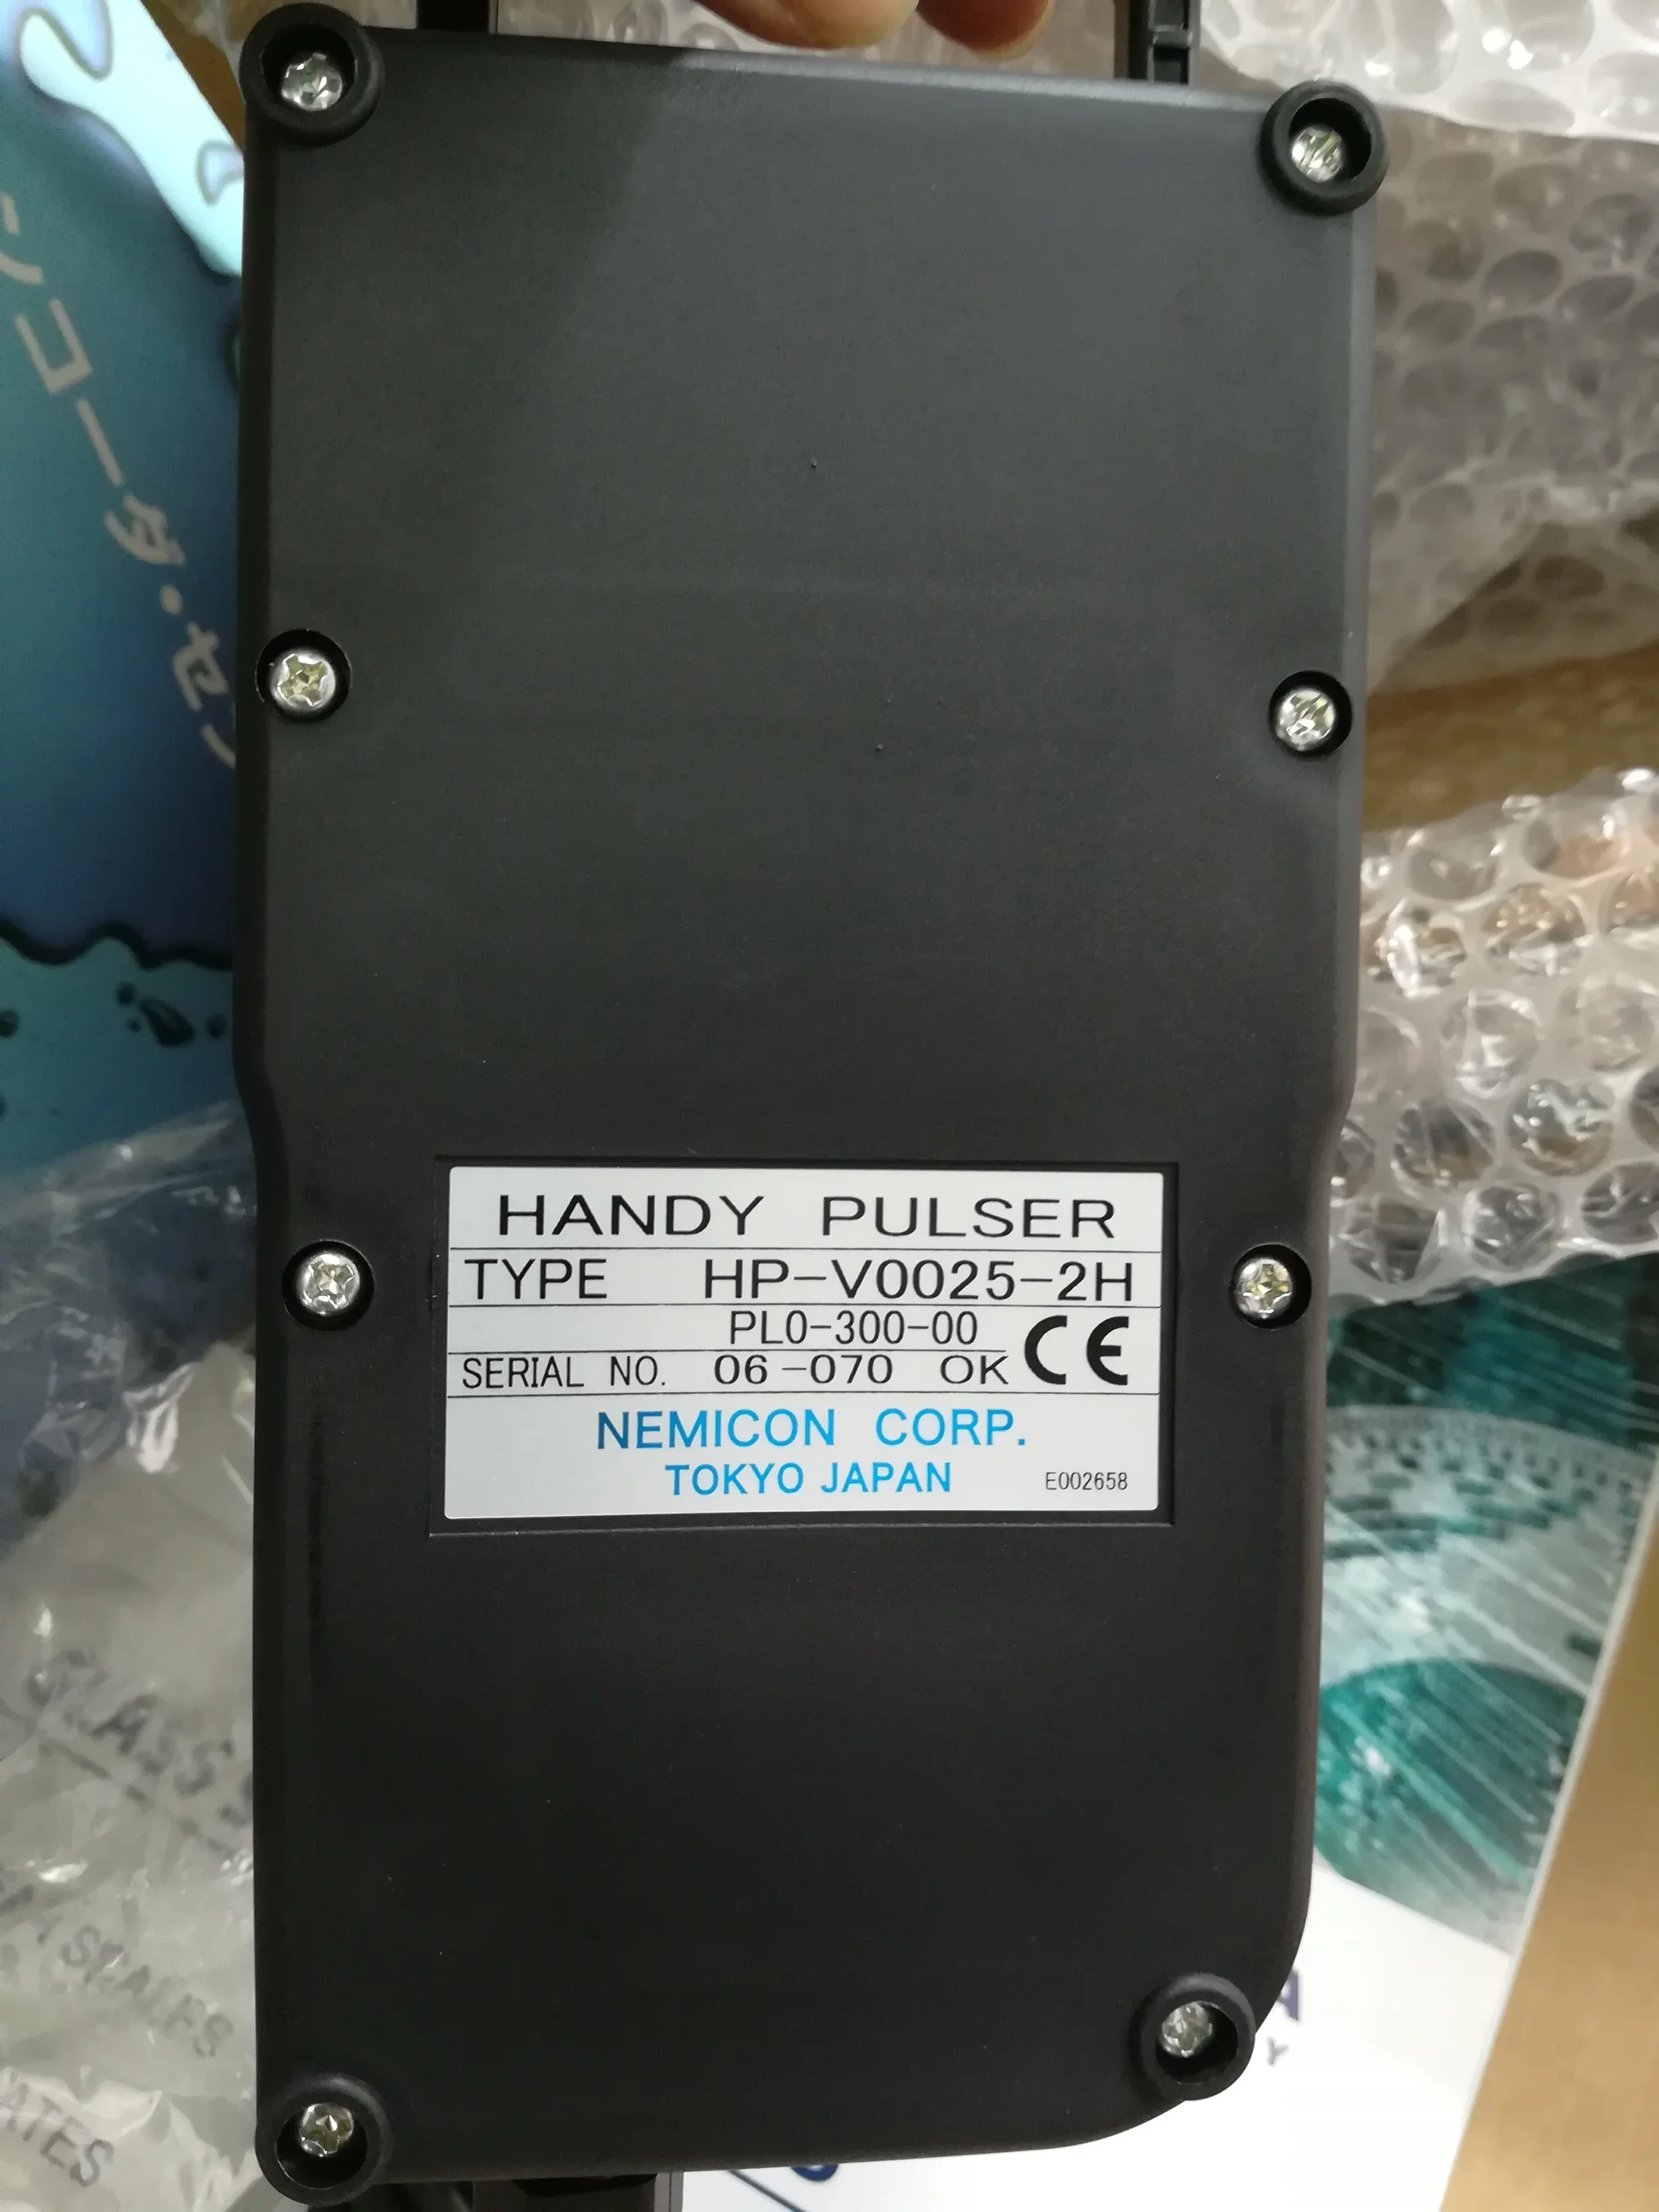 HANDY PULSER
TYPE HP-V0025-2H
PL0-300-00
SERIAL NO. 06-070 OK CE
NEMICON CORP.
TOKYO JAPAN E002658